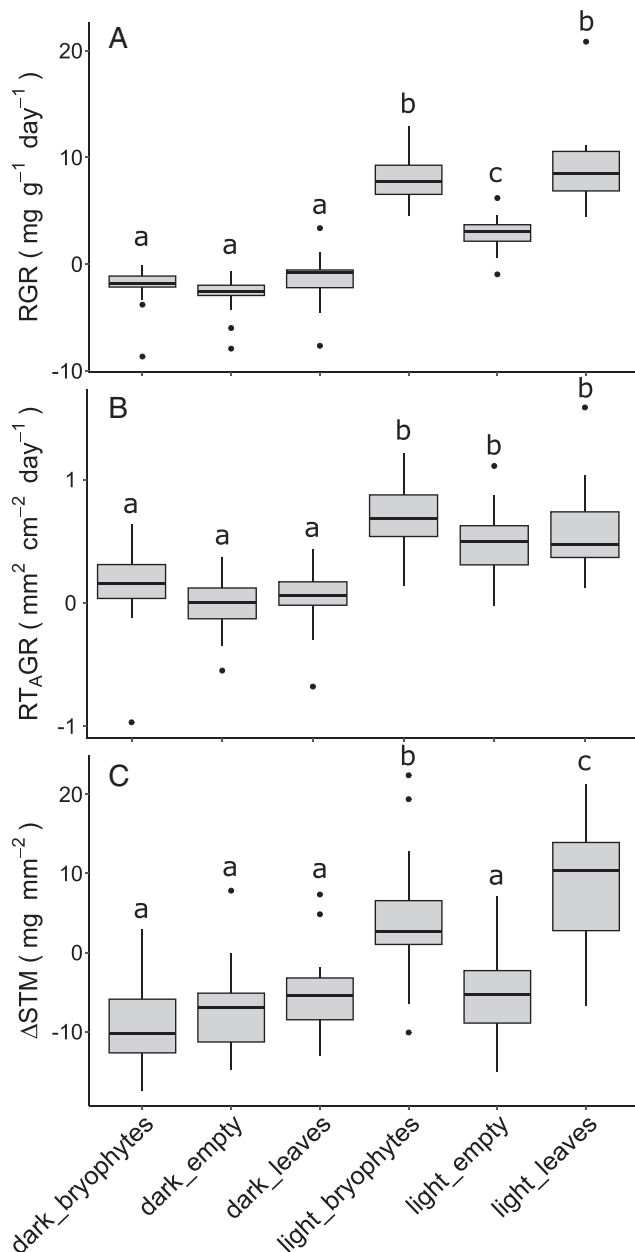 A
RGR ( mg g⁻¹ day⁻¹ )
20
10
0
-10
a
a
a
b
c
b
B
RT_AGR ( mm² cm⁻² day⁻¹ )
1
0
-1
a
a
a
b
b
b
C
ΔSTM ( mg mm⁻² )
20
10
0
-10
a
a
a
b
a
c
dark_bryophytes
dark_empty
dark_leaves
light_bryophytes
light_empty
light_leaves